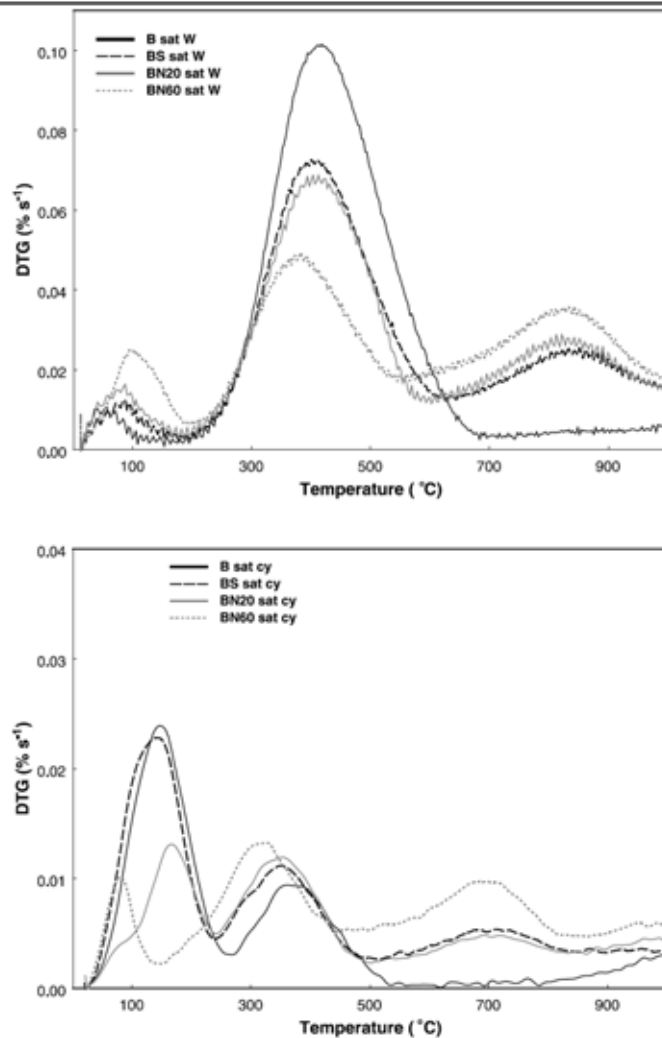 B sat W
BS sat W
BN20 sat W
BN60 sat W
0.10
0.08
0.06
0.04
0.02
0.00
DTG (% s⁻¹)
100 300 500 700 900
Temperature ( °C)
B sat cy
BS sat cy
BN20 sat cy
BN60 sat cy
0.04
0.03
0.02
0.01
0.00
DTG (% s⁻¹)
100 300 500 700 900
Temperature ( °C)